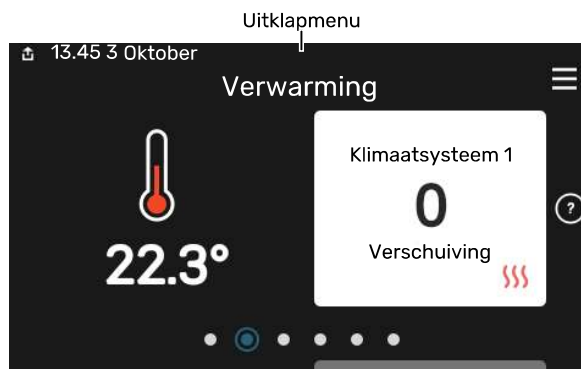 Uitklapmenu
13.45 3 Oktober
Verwarming
Klimaatsysteem 1
0
?
Verschuiving
22.3°